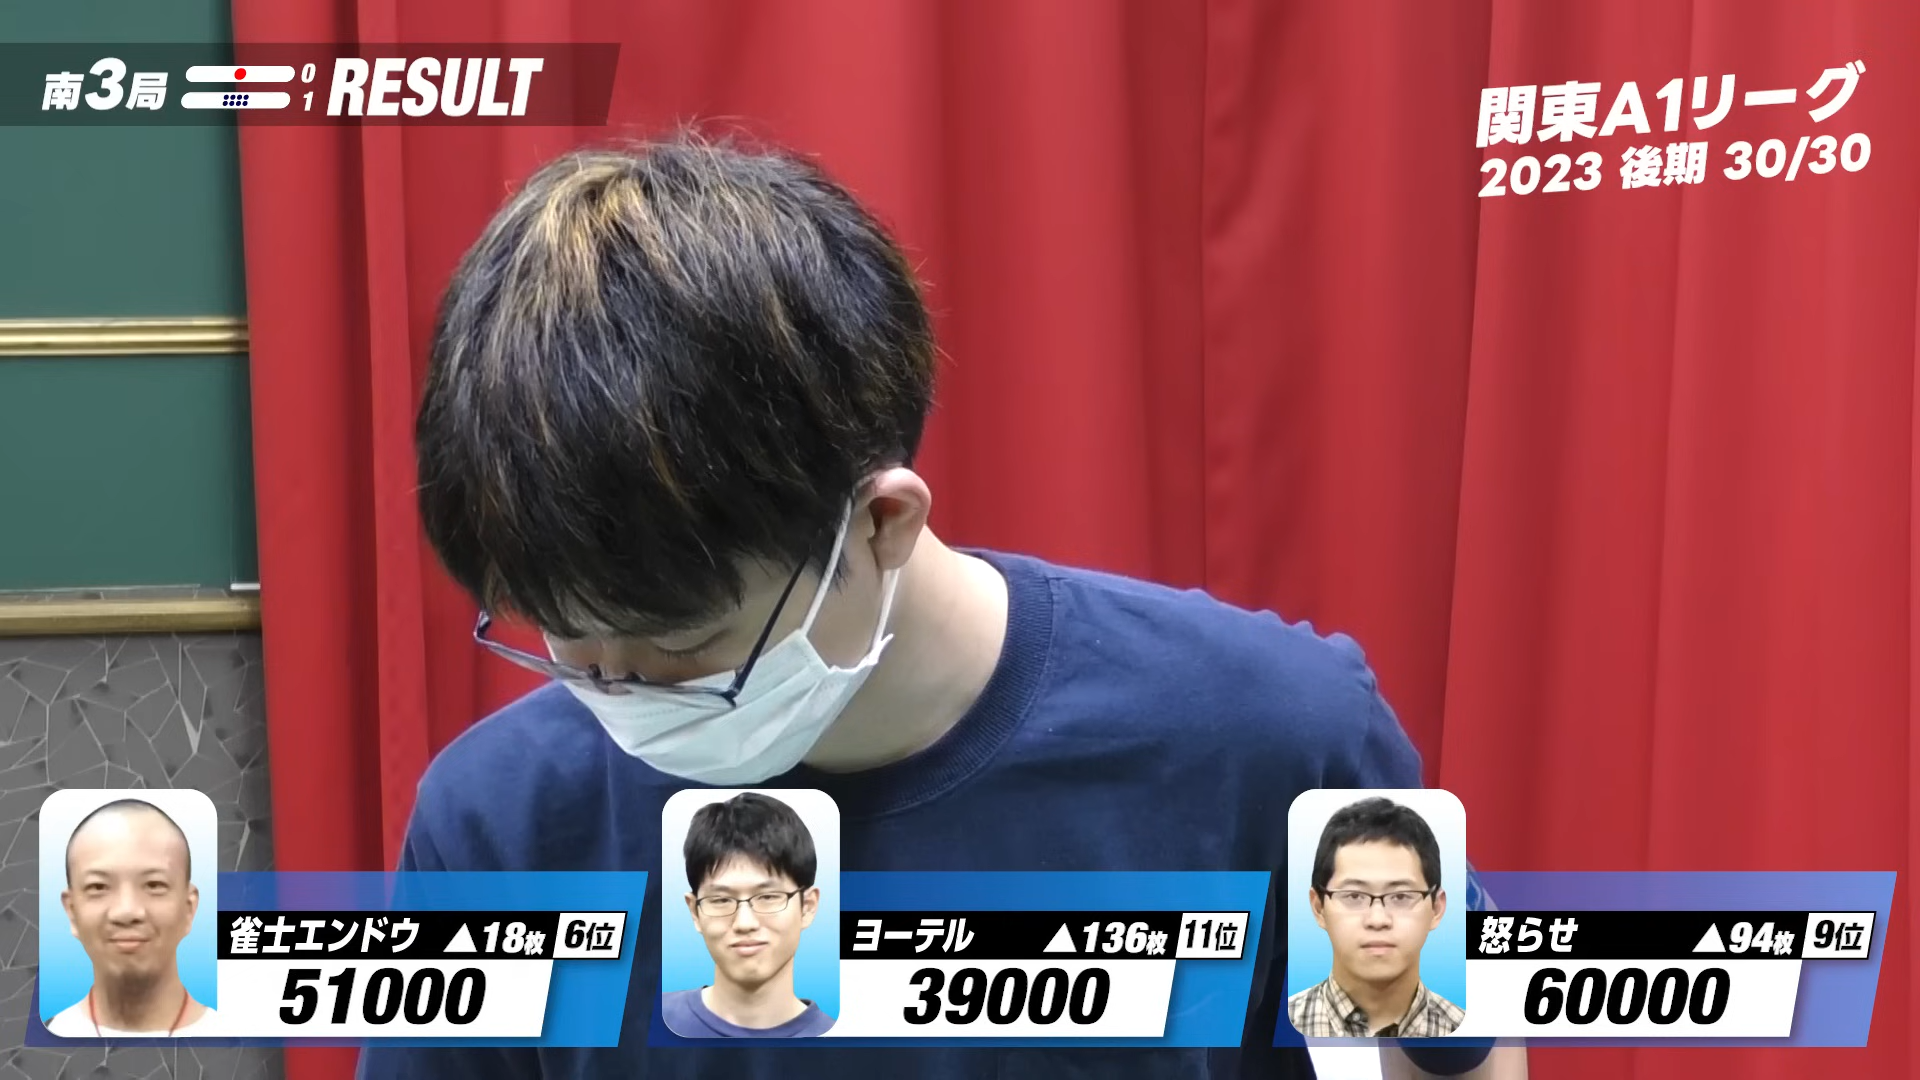 南3局 0 1 RESULT
関東A1リーグ
2023 後期 30/30
雀士エンドウ ▲18枚 6位
51000
ヨーテル ▲136枚 11位
39000
怒らせ ▲94枚 9位
60000